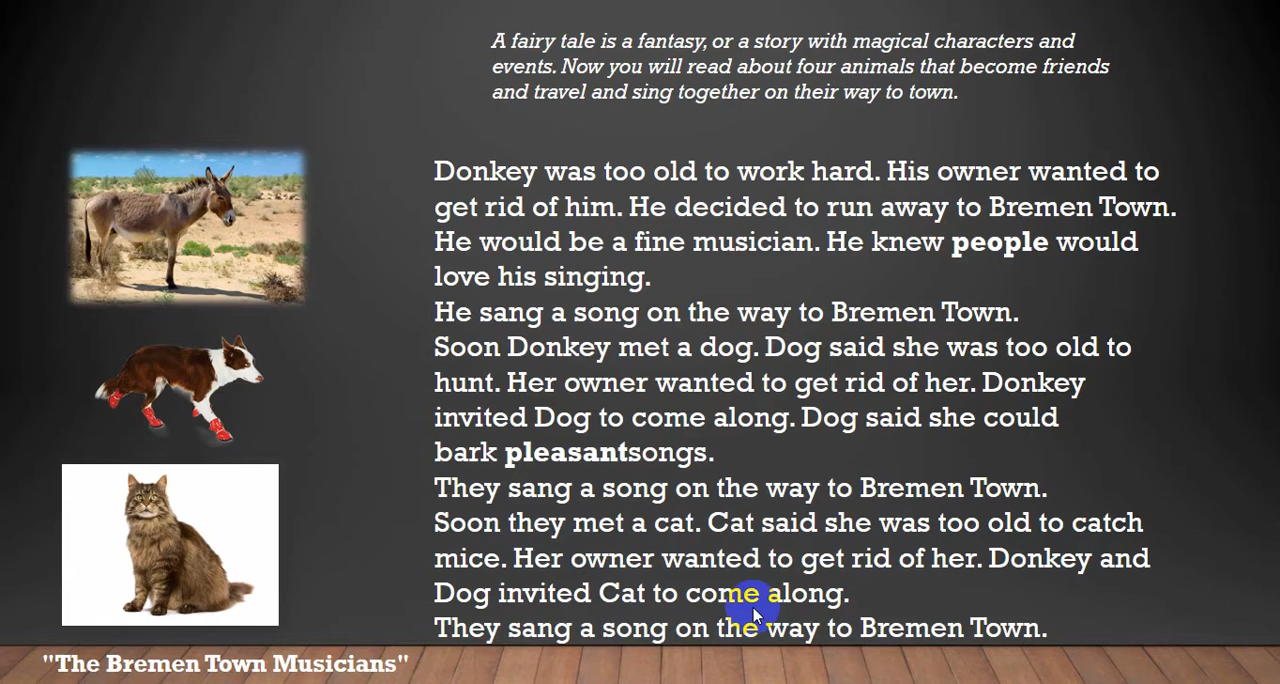 A fairy tale is a fantasy, or a story with magical characters and
events. Now you will read about four animals that become friends
and travel and sing together on their way to town.
Donkey was too old to work hard. His owner wanted to
get rid of him. He decided to run away to Bremen Town.
He would be a fine musician. He knew people would
love his singing.
He sang a song on the way to Bremen Town.
Soon Donkey met a dog. Dog said she was too old to
hunt. Her owner wanted to get rid of her. Donkey
invited Dog to come along. Dog said she could
bark pleasantsongs.
They sang a song on the way to Bremen Town.
Soon they met a cat. Cat said she was too old to catch
mice. Her owner wanted to get rid of her. Donkey and
Dog invited Cat to come along.
They sang a song on the way to Bremen Town.
"The Bremen Town Musicians"